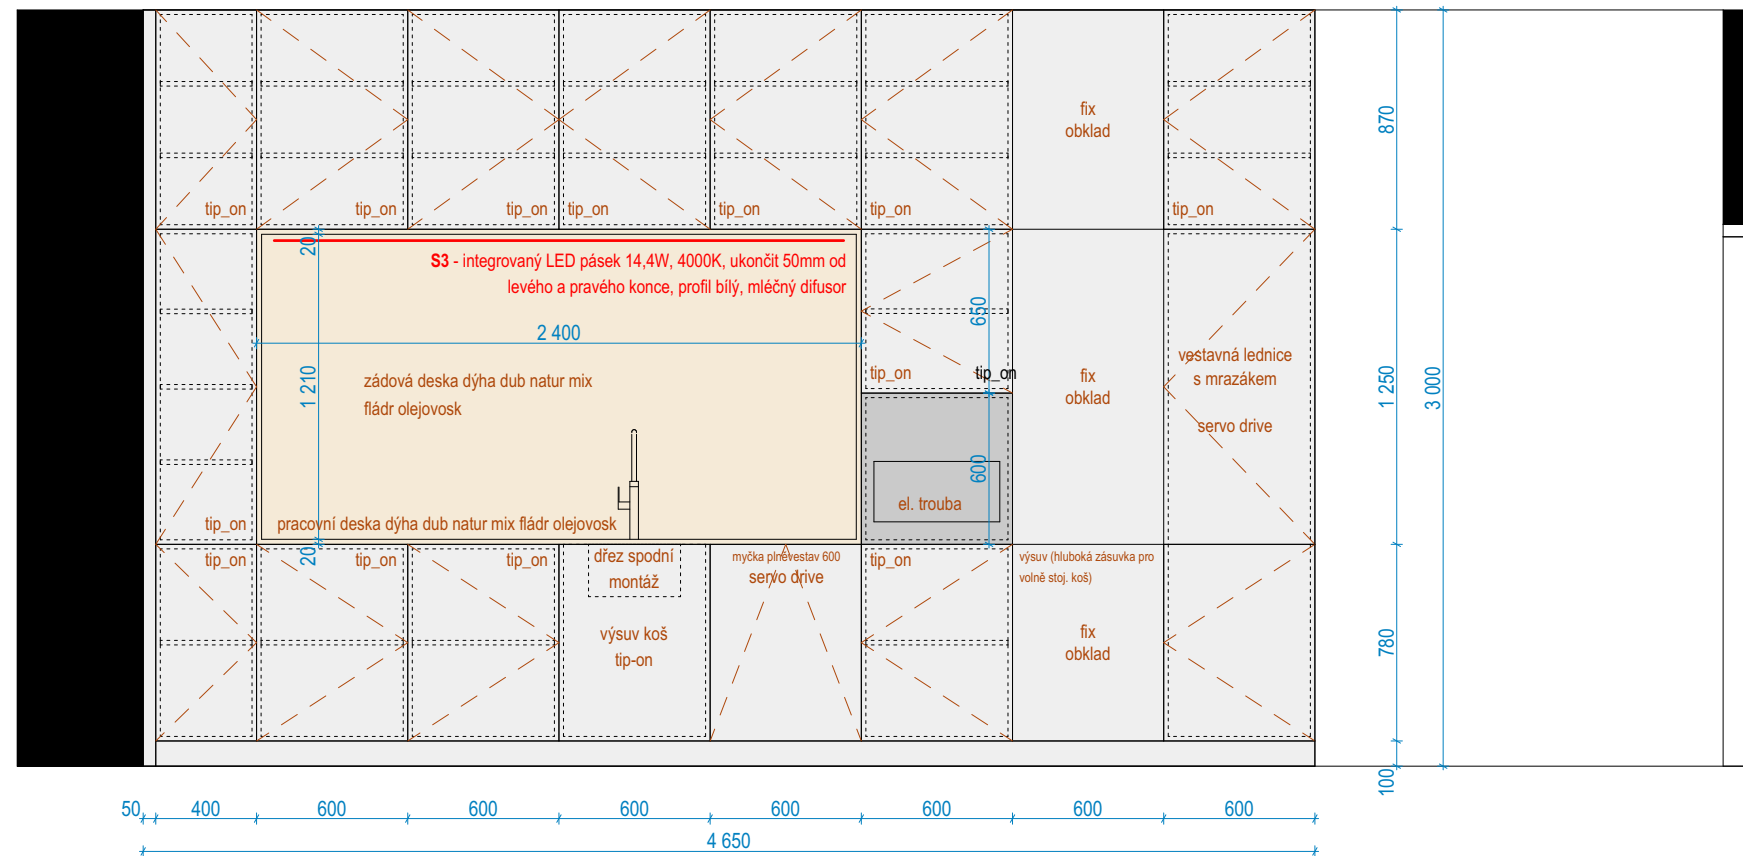 fix
obklad
870
tip_on
tip_on
tip_on
tip_on
tip_on
tip_on
tip_on
20
S3 - integrovaný LED pásek 14,4W, 4000K, ukončit 50mm od
levého a pravého konce, profil bílý, mléčný difusor
650
2 400
vestavná lednice
s mrazákem
servo drive
zádová deska dýha dub natur mix
fládr olejovosk
1 210
tip_on
tip_on
fix
obklad
1 250
3 000
600
el. trouba
tip_on
pracovní deska dýha dub natur mix fládr olejovosk
20
tip_on
tip_on
tip_on
dřez spodní
montáž
myčka plněvestav 600
servo drive
tip_on
výsuv (hluboká zásuvka pro
volně stoj. koš)
výsuv koš
tip-on
fix
obklad
780
100
50
400
600
600
600
600
600
600
600
4 650